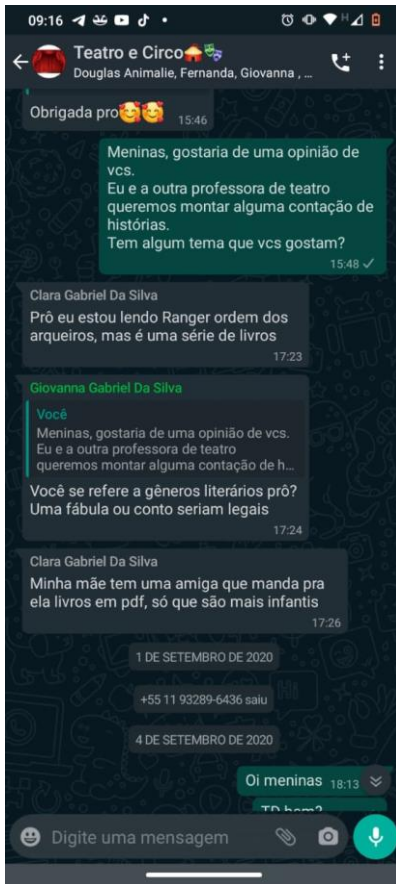 09:16
Teatro e Circo
Douglas Animalie, Fernanda, Giovanna , ...
Obrigada pro
15:46
Meninas, gostaria de uma opinião de
vcs.
Eu e a outra professora de teatro
queremos montar alguma contação de
histórias.
Tem algum tema que vcs gostam?
15:48
Clara Gabriel Da Silva
Prô eu estou lendo Ranger ordem dos
arqueiros, mas é uma série de livros
17:23
Giovanna Gabriel Da Silva
Você
Meninas, gostaria de uma opinião de vcs.
Eu e a outra professora de teatro
queremos montar alguma contação de h...
Você se refere a gêneros literários prô?
Uma fábula ou conto seriam legais
17:24
Clara Gabriel Da Silva
Minha mãe tem uma amiga que manda pra
ela livros em pdf, só que são mais infantis
17:26
1 DE SETEMBRO DE 2020
+55 11 93289-6436 saiu
4 DE SETEMBRO DE 2020
Oi meninas 18:13
TD bem?
Digite uma mensagem